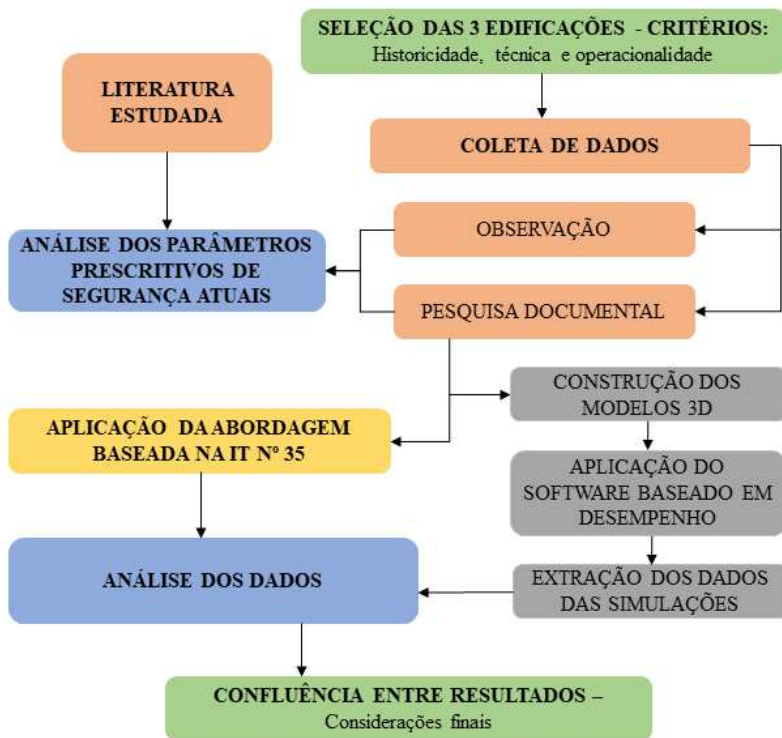 SELEÇÃO DAS 3 EDIFICAÇÕES - CRITÉRIOS:
Historicidade, técnica e operacionalidade
LITERATURA
ESTUDADA
COLETA DE DADOS
OBSERVAÇÃO
ANÁLISE DOS PARÂMETROS
PRESCRITIVOS DE
SEGURANÇA ATUAIS
PESQUISA DOCUMENTAL
CONSTRUÇÃO DOS
MODELOS 3D
APLICAÇÃO DA ABORDAGEM
BASEADA NA IT Nº 35
APLICAÇÃO DO
SOFTWARE BASEADO EM
DESEMPENHO
ANÁLISE DOS DADOS
EXTRAÇÃO DOS DADOS
DAS SIMULAÇÕES
CONFLUÊNCIA ENTRE RESULTADOS –
Considerações finais